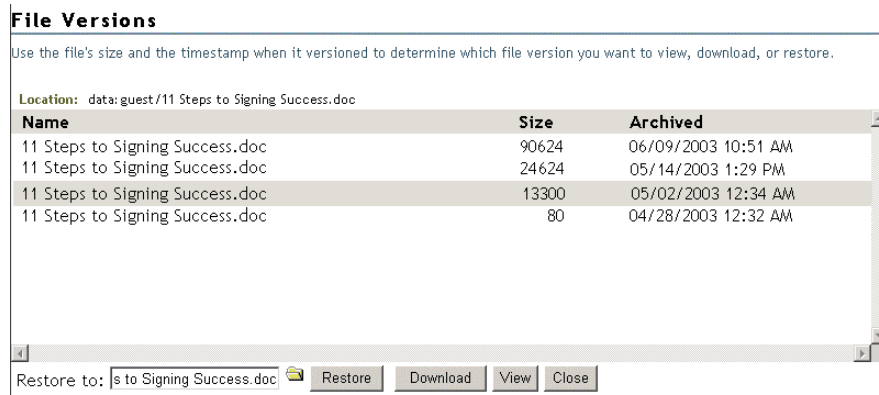 File Versions
Use the file's size and the timestamp when it versioned to determine which file version you want to view, download, or restore.
Location: data:guest/11 Steps to Signing Success.doc
Name Size Archived
11 Steps to Signing Success.doc 90624 06/09/2003 10:51 AM
11 Steps to Signing Success.doc 24624 05/14/2003 1:29 PM
11 Steps to Signing Success.doc 13300 05/02/2003 12:34 AM
11 Steps to Signing Success.doc 80 04/28/2003 12:32 AM
Restore to: s to Signing Success.doc Restore Download View Close